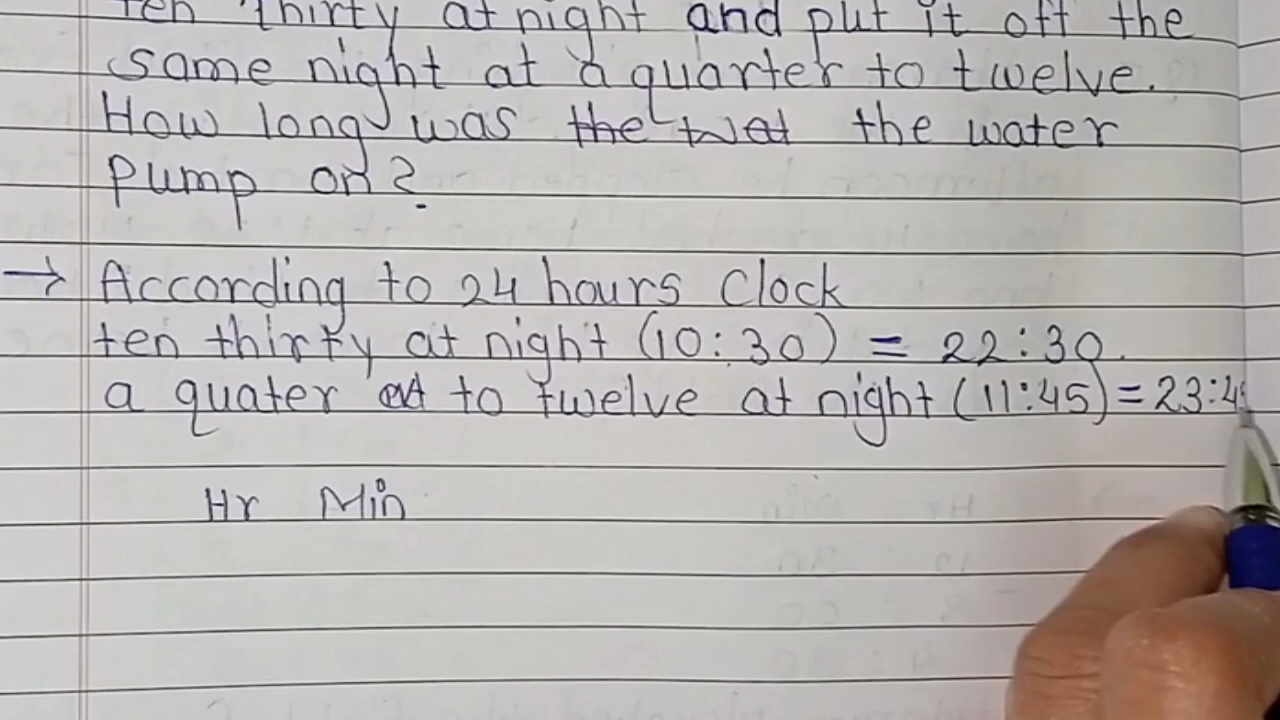 ten thirty at night and put it off the
same night at a quarter to twelve.
How long was the the water
pump on?
→ According to 24 hours Clock
ten thirty at night (10:30) = 22:30.
a quater to twelve at night (11:45) = 23:4
Hr Min